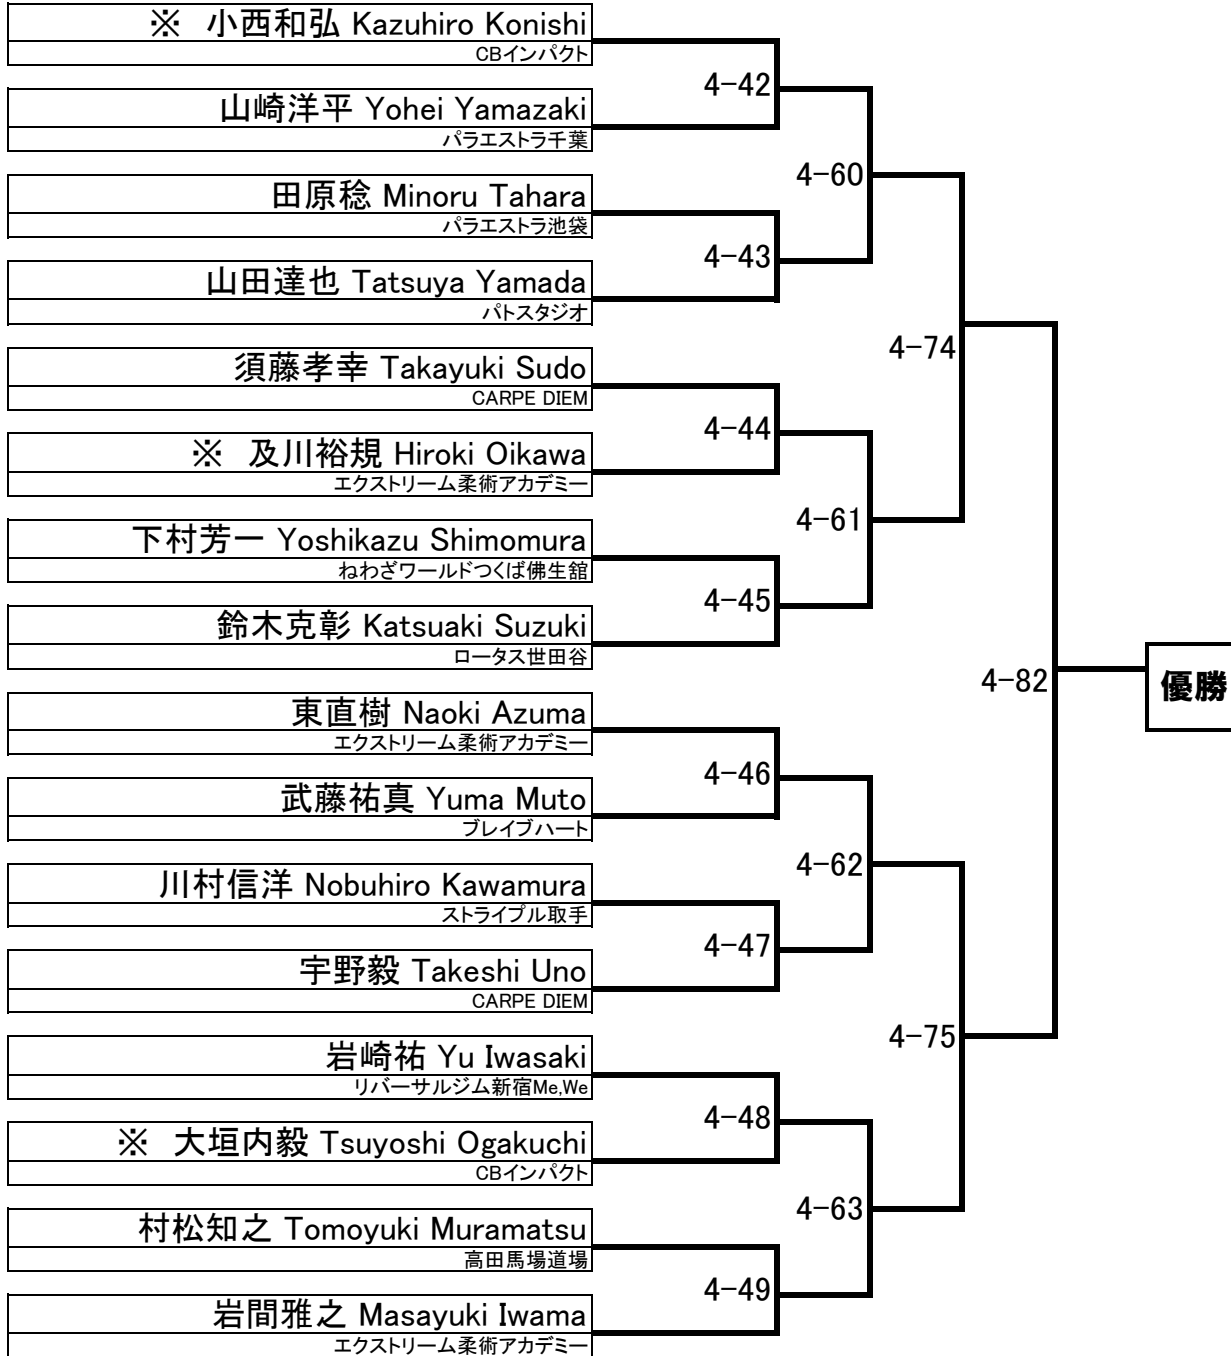 ※ 小西和弘 Kazuhiro Konishi
CBインパクト
4-42
山崎洋平 Yohei Yamazaki
パラエストラ千葉
4-60
田原稔 Minoru Tahara
パラエストラ池袋
4-43
山田達也 Tatsuya Yamada
パトスタジオ
4-74
須藤孝幸 Takayuki Sudo
CARPE DIEM
4-44
※ 及川裕規 Hiroki Oikawa
エクストリーム柔術アカデミー
4-61
下村芳一 Yoshikazu Shimomura
ねわざワールドつくば佛生舘
4-45
鈴木克彰 Katsuaki Suzuki
ロータス世田谷
4-82
優勝
東直樹 Naoki Azuma
エクストリーム柔術アカデミー
4-46
武藤祐真 Yuma Muto
ブレイブハート
4-62
川村信洋 Nobuhiro Kawamura
ストライプル取手
4-47
宇野毅 Takeshi Uno
CARPE DIEM
4-75
岩崎祐 Yu Iwasaki
リバーサルジム新宿Me,We
4-48
※ 大垣内毅 Tsuyoshi Ogakuchi
CBインパクト
4-63
村松知之 Tomoyuki Muramatsu
高田馬場道場
4-49
岩間雅之 Masayuki Iwama
エクストリーム柔術アカデミー